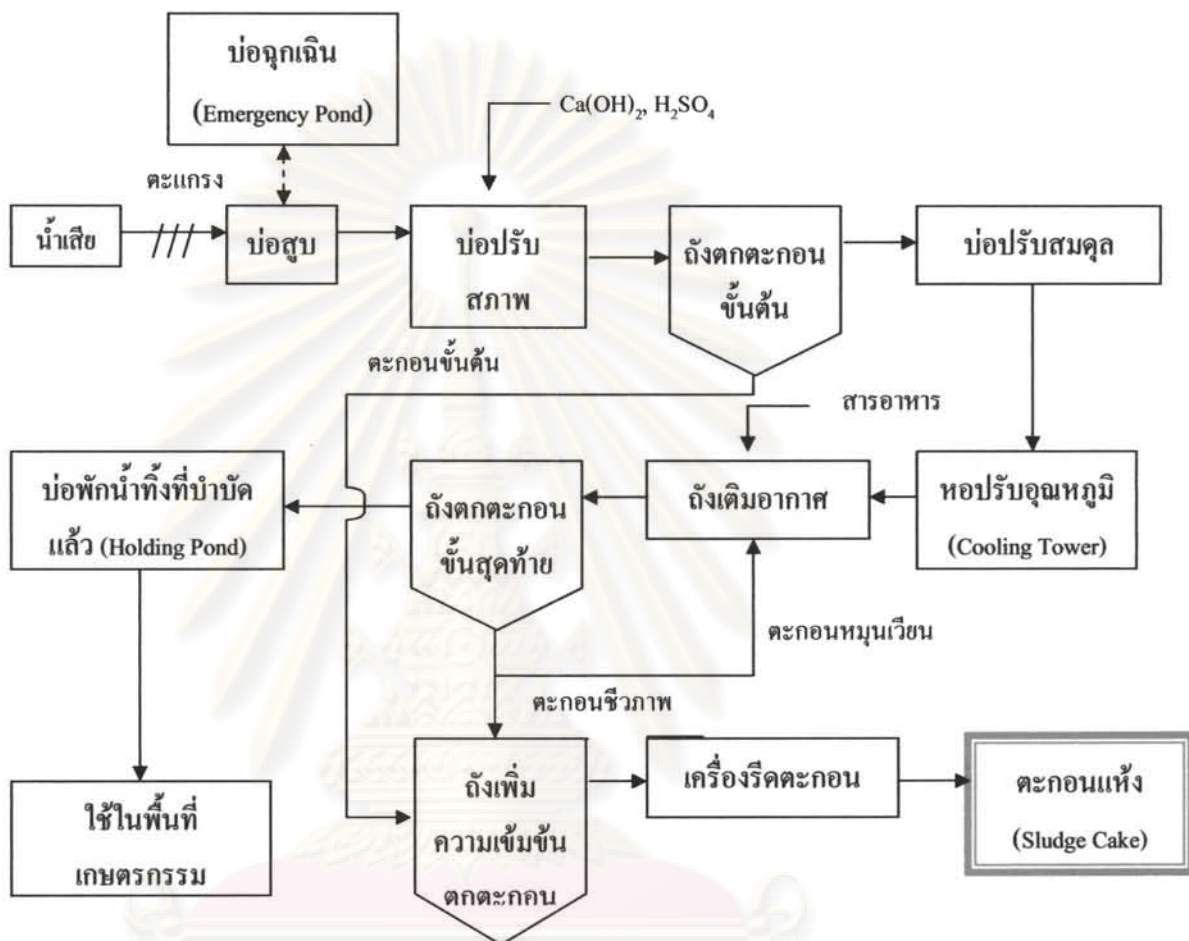 บ่อฉุกเฉิน
(Emergency Pond)
Ca(OH)₂, H₂SO₄
ตะแกรง
น้ำเสีย
บ่อสูบ
บ่อปรับ
สภาพ
ถังตกตะกอน
ขั้นต้น
บ่อปรับสมดุล
ตะกอนขั้นต้น
สารอาหาร
บ่อพักน้ำทิ้งที่บำบัด
แล้ว (Holding Pond)
ถังตกตะกอน
ขั้นสุดท้าย
ถังเติมอากาศ
หอปรับอุณหภูมิ
(Cooling Tower)
ตะกอนหมุนเวียน
ตะกอนชีวภาพ
ใช้ในพื้นที่
เกษตรกรรม
ถังเพิ่ม
ความเข้มข้น
ตกตะกอน
เครื่องรีดตะกอน
ตะกอนแห้ง
(Sludge Cake)